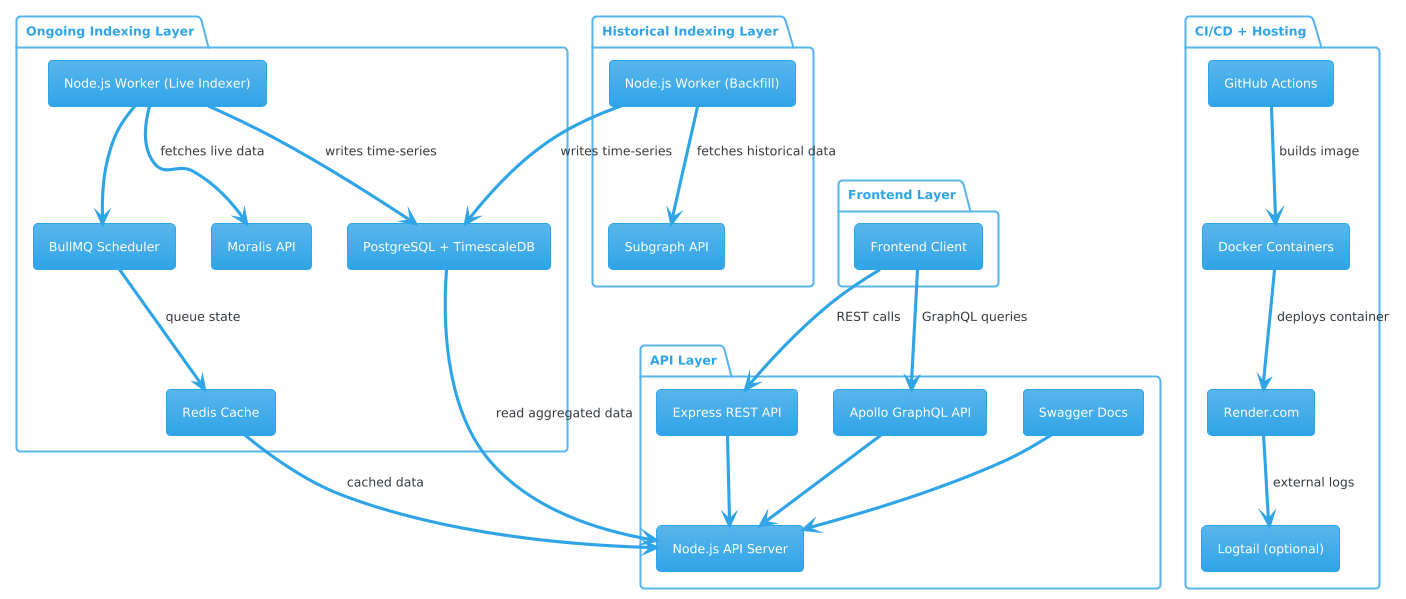 Ongoing Indexing Layer
Node.js Worker (Live Indexer)
fetches live data
writes time-series
BullMQ Scheduler
Moralis API
PostgreSQL + TimescaleDB
queue state
Redis Cache
read aggregated data
cached data
Historical Indexing Layer
Node.js Worker (Backfill)
writes time-series
fetches historical data
Subgraph API
Frontend Layer
Frontend Client
REST calls
GraphQL queries
API Layer
Express REST API
Apollo GraphQL API
Swagger Docs
Node.js API Server
CI/CD + Hosting
GitHub Actions
builds image
Docker Containers
deploys container
Render.com
external logs
Logtail (optional)